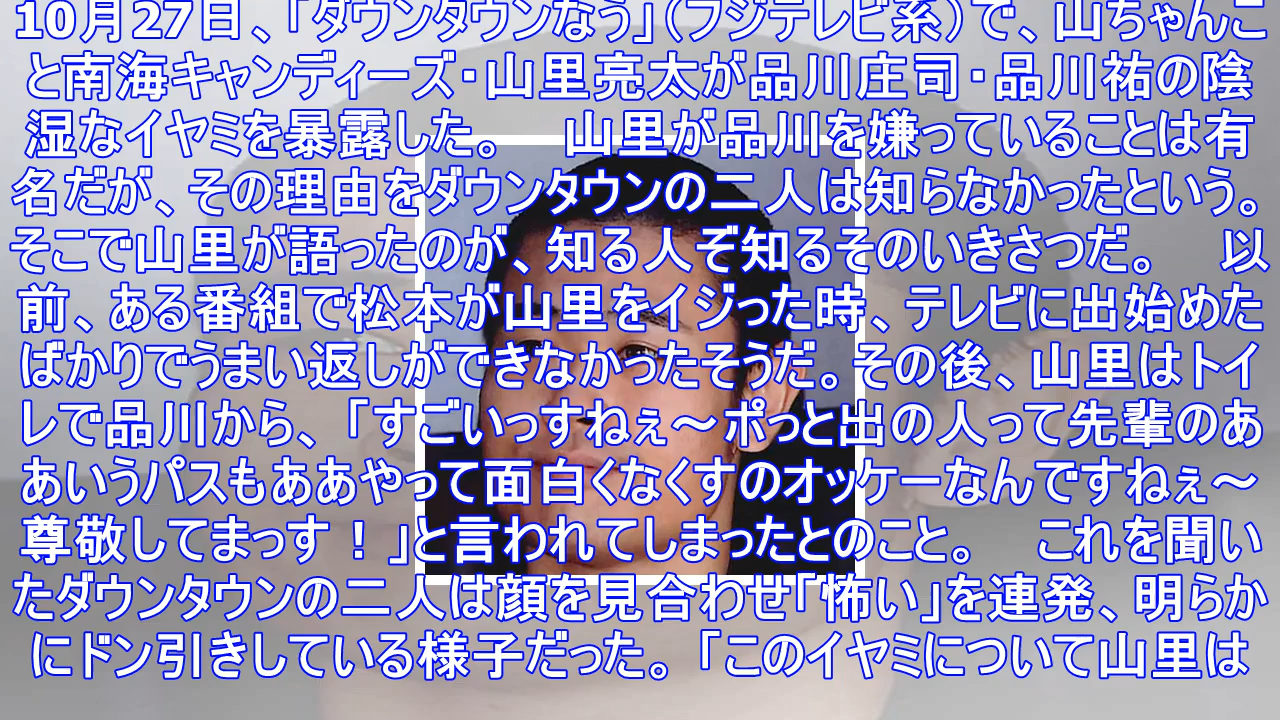 10月27日、「ダウンタウンなう」（フジテレビ系）で、山ちゃんこ
と南海キャンディーズ・山里亮太が品川庄司・品川祐の陰
湿なイヤミを暴露した。　山里が品川を嫌っていることは有
名だが、その理由をダウンタウンの二人は知らなかったという。
そこで山里が語ったのが、知る人ぞ知るそのいきさつだ。　以
前、ある番組で松本が山里をイジった時、テレビに出始めた
ばかりでうまい返しができなかったそうだ。その後、山里はトイ
レで品川から、「すごいっすねぇ～ポっと出の人って先輩のあ
あいうパスもああやって面白くなくすのオッケーなんですねぇ～
尊敬してまっす！」と言われてしまったとのこと。　これを聞い
たダウンタウンの二人は顔を見合わせ「怖い」を連発、明らか
にドン引きしている様子だった。「このイヤミについて山里は